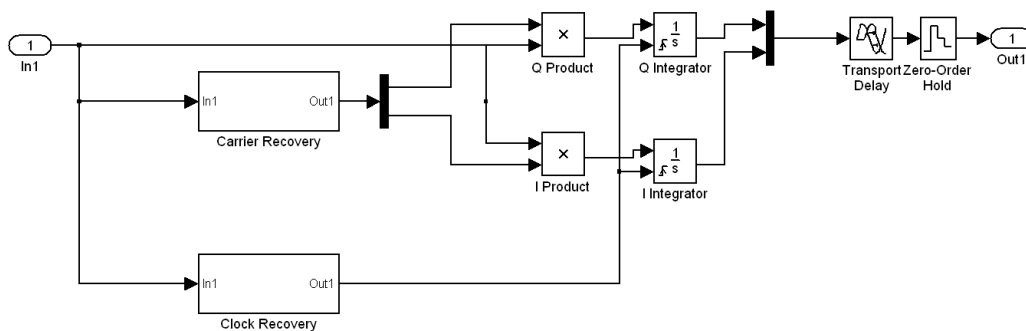 1
In1
In1
Out1
Carrier Recovery
In1
Out1
Clock Recovery
×
Q Product
×
I Product
1
s
Q Integrator
1
s
I Integrator
Transport
Delay
Zero-Order
Hold
1
Out1